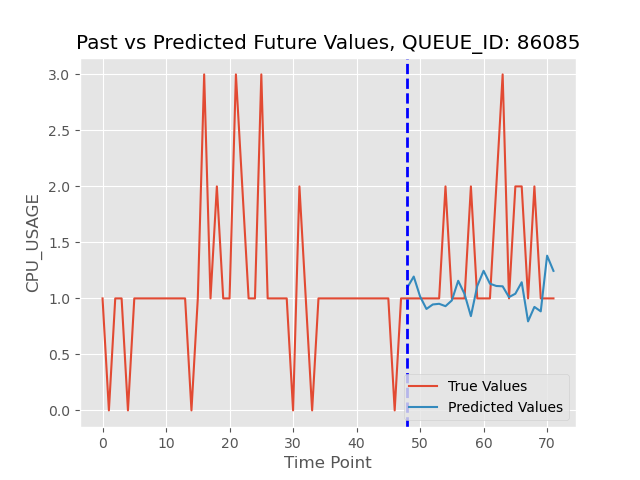 Past vs Predicted Future Values, QUEUE_ID: 86085
3.0
2.5
2.0
1.5
1.0
0.5
0.0
CPU_USAGE
True Values
Predicted Values
0 10 20 30 40 50 60 70
Time Point